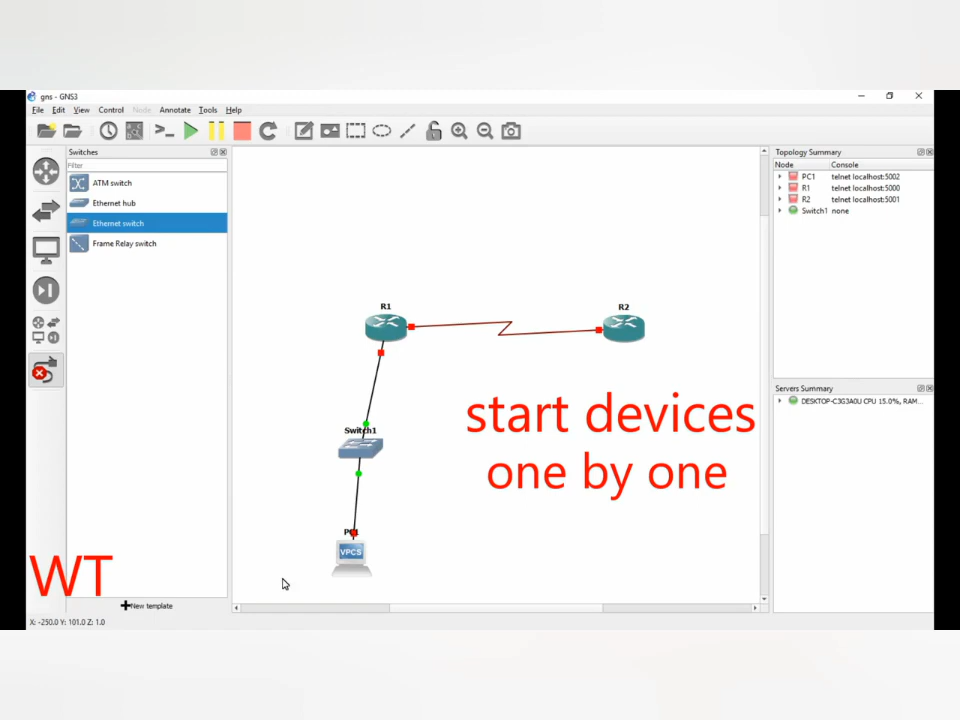 gns - GNS3
File Edit View Control Node Annotate Tools Help
Switches
Filter
ATM switch
Ethernet hub
Ethernet switch
Frame Relay switch
New template
X: -250.0 Y: 101.0 Z: 1.0
R1
R2
Switch1
PC1
VPCS
start devices
one by one
WT
Topology Summary
Node Console
PC1 telnet localhost:5002
R1 telnet localhost:5000
R2 telnet localhost:5001
Switch1 none
Servers Summary
DESKTOP-C3G3A0U CPU 15.0%, RAM...